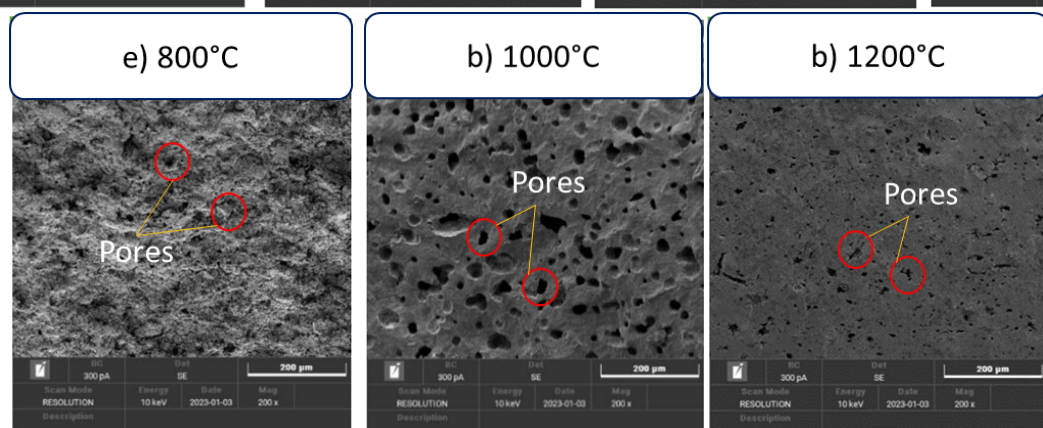 e) 800°C
b) 1000°C
b) 1200°C
Pores
Pores
Pores
BC
Det
200 µm
300 pA
SE
Scan Mode
Energy
Date
Mag
RESOLUTION
10 keV
2023-01-03
200 x
Description
BC
Det
200 µm
300 pA
SE
Scan Mode
Energy
Date
Mag
RESOLUTION
10 keV
2023-01-03
200 x
Description
BC
Det
200 µm
300 pA
SE
Scan Mode
Energy
Date
Mag
RESOLUTION
10 keV
2023-01-03
200 x
Description